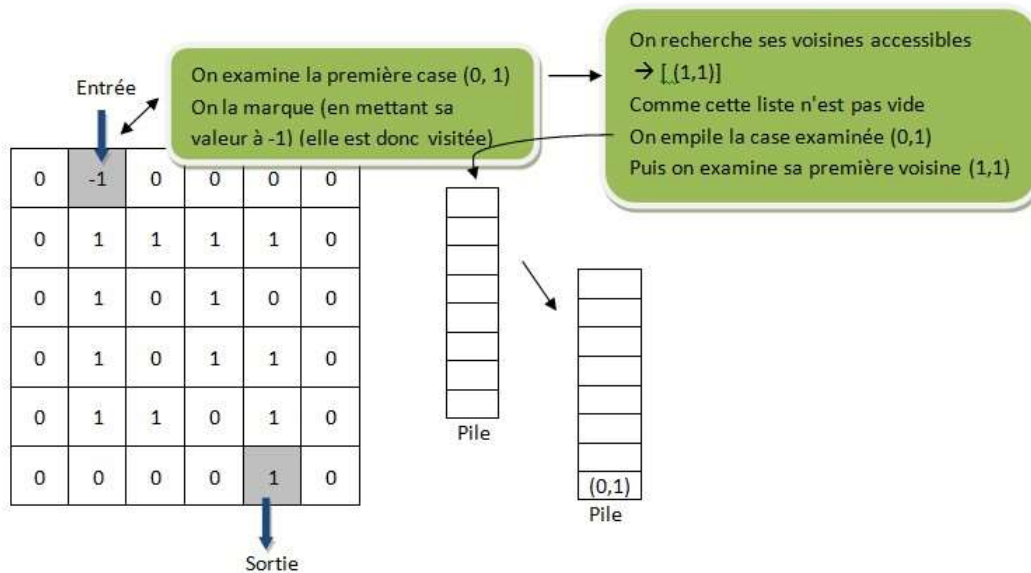 On examine la première case (0, 1)
On la marque (en mettant sa
valeur à -1) (elle est donc visitée)
On recherche ses voisines accessibles
→ [ (1,1)]
Comme cette liste n'est pas vide
On empile la case examinée (0,1)
Puis on examine sa première voisine (1,1)
Entrée
0 -1 0 0 0 0
0 1 1 1 1 0
0 1 0 1 0 0
0 1 0 1 1 0
0 1 1 0 1 0
0 0 0 0 1 0
Sortie
Pile
(0,1)
Pile